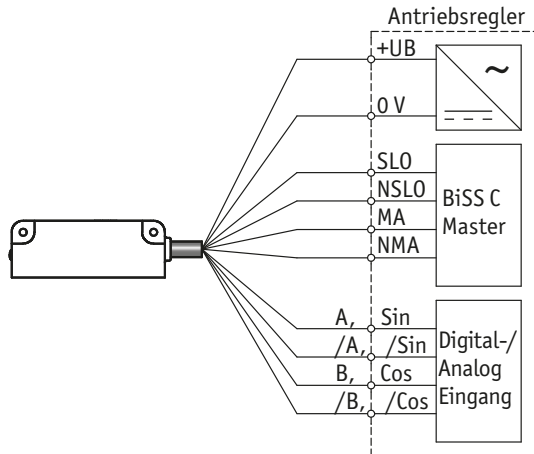 Antriebsregler
+UB
~
0 V
SLO
NSLO
MA
NMA
BiSS C
Master
A, Sin
/A, /Sin
B, Cos
/B, /Cos
Digital-/
Analog
Eingang